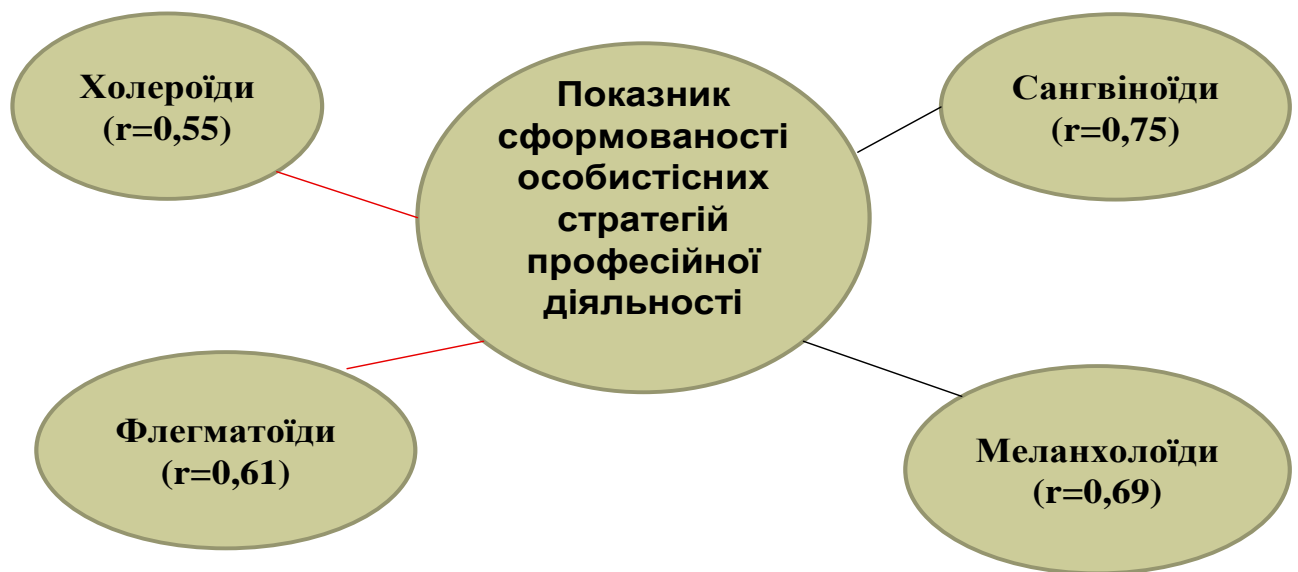 Холероїди
(r=0,55)
Показник
сформованості
особистісних
стратегій
професійної
діяльності
Сангвіноїди
(r=0,75)
Флегматоїди
(r=0,61)
Меланхолоїди
(r=0,69)